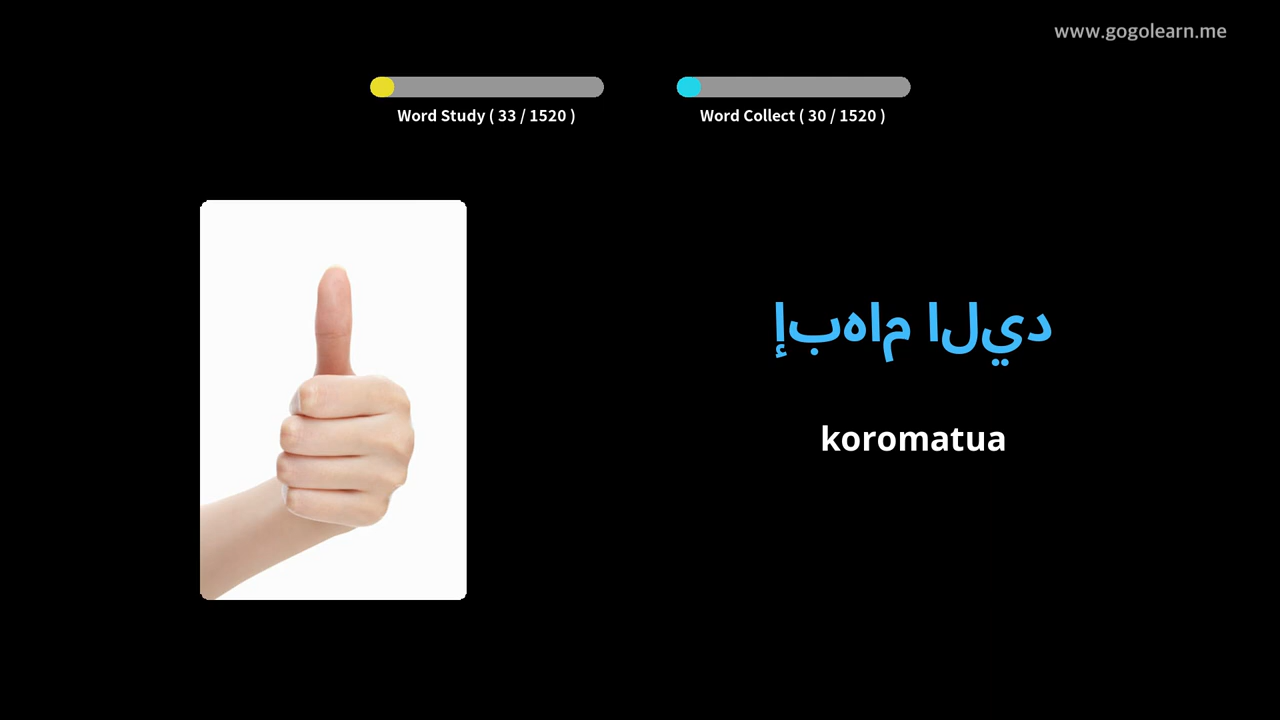 www.gogolearn.me
Word Study ( 33 / 1520 )
Word Collect ( 30 / 1520 )
إبهام اليد
koromatua